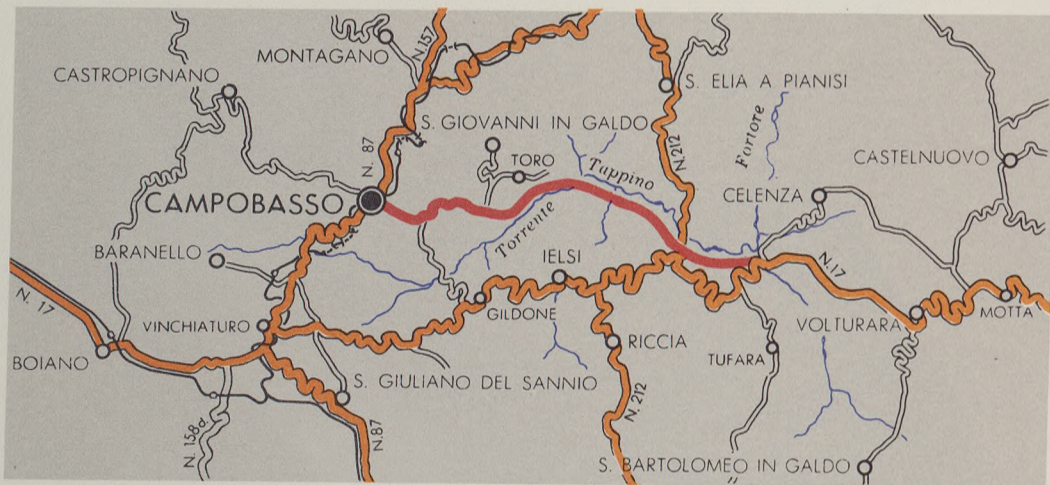 MONTAGANO
N.157
CASTROPIGNANO
S. ELIA A PIANISI
N. 87
S. GIOVANNI IN GALDO
N.212
Fortore
TORO
Tappino
CASTELNUOVO
CAMPOBASSO
CELENZA
Torrente
BARANELLO
IELSI
N.17
N. 17
GILDONE
VOLTURARA
MOTTA
VINCHIATURO
RICCIA
BOIANO
TUFARA
S. GIULIANO DEL SANNIO
N. 212
N. 158d.
N.87
S. BARTOLOMEO IN GALDO